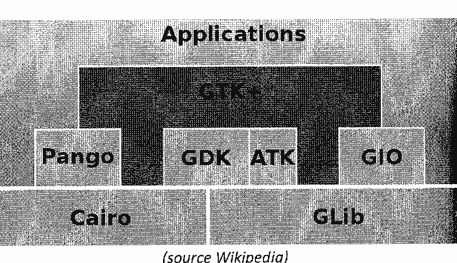 Applications
GTK+
Pango GDK ATK GIO
Cairo GLib
(source Wikipedia)